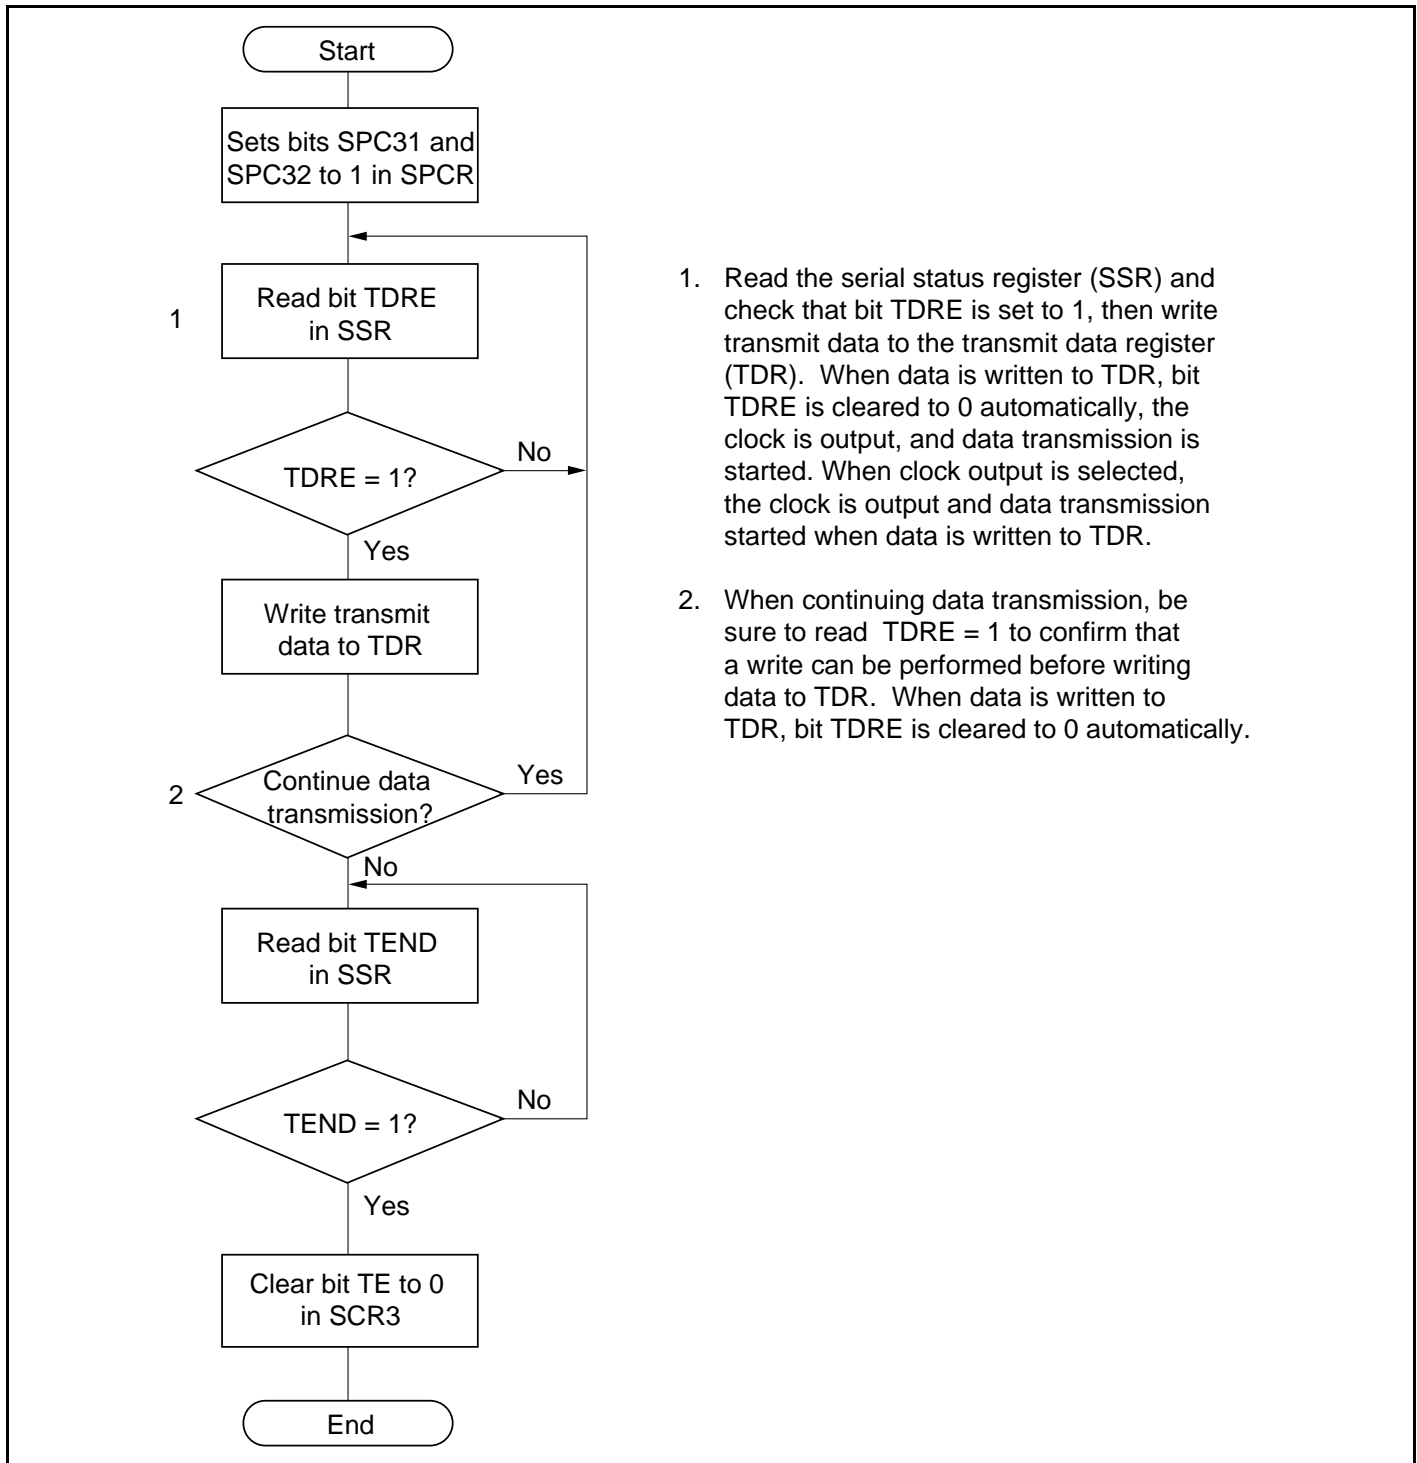 Start
Sets bits SPC31 and
SPC32 to 1 in SPCR
1
Read bit TDRE
in SSR
TDRE = 1?
No
Yes
Write transmit
data to TDR
2
Continue data
transmission?
Yes
No
Read bit TEND
in SSR
TEND = 1?
No
Yes
Clear bit TE to 0
in SCR3
End
1. Read the serial status register (SSR) and
check that bit TDRE is set to 1, then write
transmit data to the transmit data register
(TDR). When data is written to TDR, bit
TDRE is cleared to 0 automatically, the
clock is output, and data transmission is
started. When clock output is selected,
the clock is output and data transmission
started when data is written to TDR.
2. When continuing data transmission, be
sure to read TDRE = 1 to confirm that
a write can be performed before writing
data to TDR. When data is written to
TDR, bit TDRE is cleared to 0 automatically.